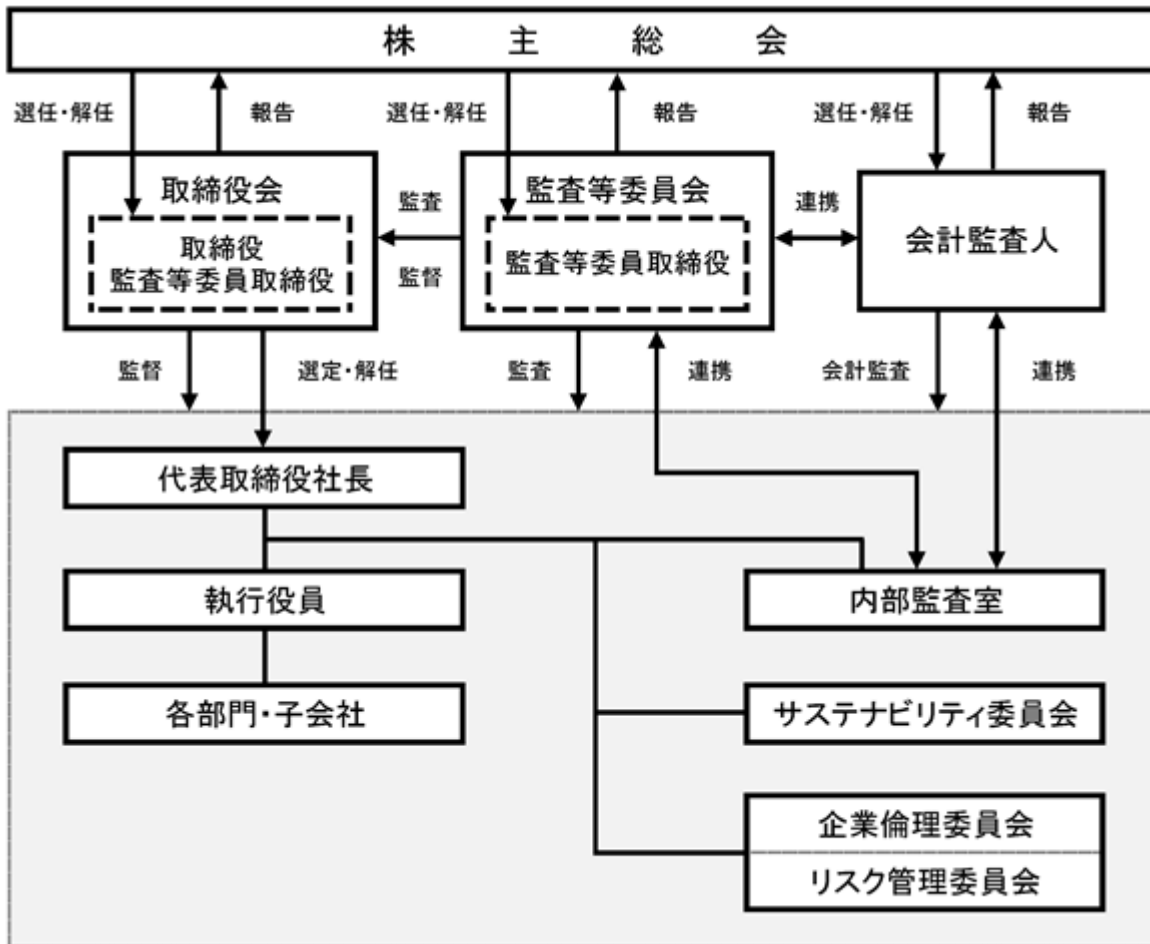 株主総会
選任・解任
報告
選任・解任
報告
選任・解任
報告
取締役会
取締役
監査等委員取締役
監査
監督
監査等委員会
監査等委員取締役
連携
会計監査人
監督
選定・解任
監査
連携
会計監査
連携
代表取締役社長
執行役員
内部監査室
各部門・子会社
サステナビリティ委員会
企業倫理委員会
リスク管理委員会